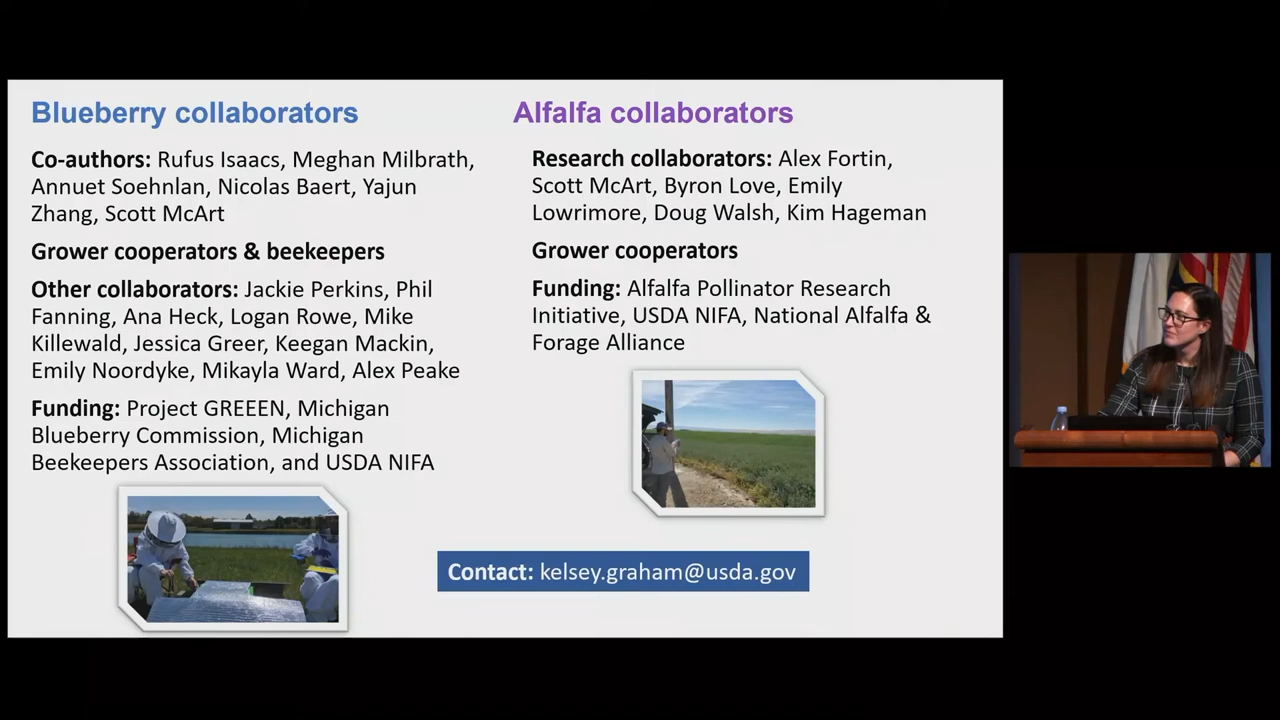 Blueberry collaborators
Co-authors: Rufus Isaacs, Meghan Milbrath,
Annuet Soehnlan, Nicolas Baert, Yajun
Zhang, Scott McArt
Grower cooperators & beekeepers
Other collaborators: Jackie Perkins, Phil
Fanning, Ana Heck, Logan Rowe, Mike
Killewald, Jessica Greer, Keegan Mackin,
Emily Noordyke, Mikayla Ward, Alex Peake
Funding: Project GREEEN, Michigan
Blueberry Commission, Michigan
Beekeepers Association, and USDA NIFA
Alfalfa collaborators
Research collaborators: Alex Fortin,
Scott McArt, Byron Love, Emily
Lowrimore, Doug Walsh, Kim Hageman
Grower cooperators
Funding: Alfalfa Pollinator Research
Initiative, USDA NIFA, National Alfalfa &
Forage Alliance
Contact: kelsey.graham@usda.gov